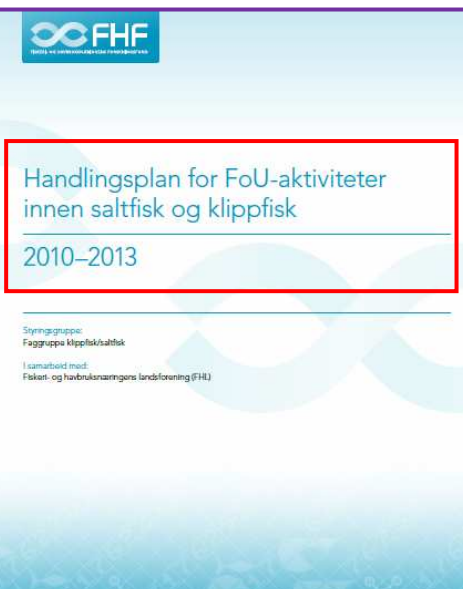 FHF
Handlingsplan for FoU-aktiviteter
innen saltfisk og klippfisk
2010–2013
Styringsgruppe:
Faggruppe klippfisk/saltfisk
I samarbeid med:
Fiskeri- og havbruksnæringens landsforening (FHL)